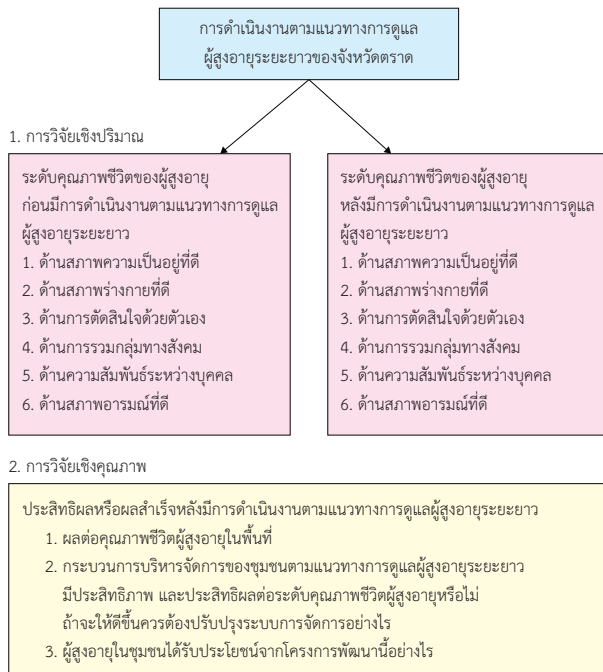 การดำเนินงานตามแนวทางการดูแล
ผู้สูงอายุระยะยาวของจังหวัดตราด
1. การวิจัยเชิงปริมาณ
ระดับคุณภาพชีวิตของผู้สูงอายุ
ก่อนมีการดำเนินงานตามแนวทางการดูแล
ผู้สูงอายุระยะยาว
1. ด้านสภาพความเป็นอยู่ที่ดี
2. ด้านสภาพร่างกายที่ดี
3. ด้านการตัดสินใจด้วยตัวเอง
4. ด้านการรวมกลุ่มทางสังคม
5. ด้านความสัมพันธ์ระหว่างบุคคล
6. ด้านสภาพอารมณ์ที่ดี
ระดับคุณภาพชีวิตของผู้สูงอายุ
หลังมีการดำเนินงานตามแนวทางการดูแล
ผู้สูงอายุระยะยาว
1. ด้านสภาพความเป็นอยู่ที่ดี
2. ด้านสภาพร่างกายที่ดี
3. ด้านการตัดสินใจด้วยตัวเอง
4. ด้านการรวมกลุ่มทางสังคม
5. ด้านความสัมพันธ์ระหว่างบุคคล
6. ด้านสภาพอารมณ์ที่ดี
2. การวิจัยเชิงคุณภาพ
ประสิทธิผลหรือผลสำเร็จหลังมีการดำเนินงานตามแนวทางการดูแลผู้สูงอายุระยะยาว
1. ผลต่อคุณภาพชีวิตผู้สูงอายุในพื้นที่
2. กระบวนการบริหารจัดการของชุมชนตามแนวทางการดูแลผู้สูงอายุระยะยาว
มีประสิทธิภาพ และประสิทธิผลต่อระดับคุณภาพชีวิตผู้สูงอายุหรือไม่
ถ้าจะให้ดีขึ้นควรต้องปรับปรุงระบบการจัดการอย่างไร
3. ผู้สูงอายุในชุมชนได้รับประโยชน์จากโครงการพัฒนานี้อย่างไร